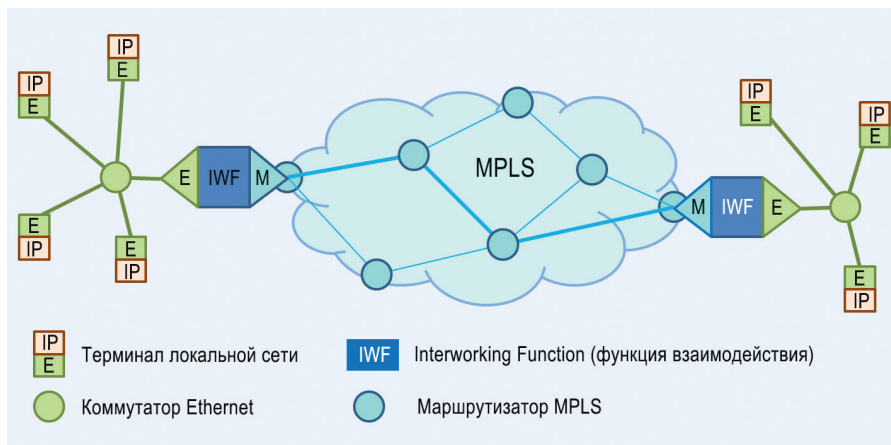 IP
E
IP
E
IP
E
IP
E
E IWF M
MPLS
M IWF E
E
IP
E
IP
IP
E
E
IP
IP
E
Терминал локальной сети
IWF
Interworking Function (функция взаимодействия)
Коммутатор Ethernet
Маршрутизатор MPLS